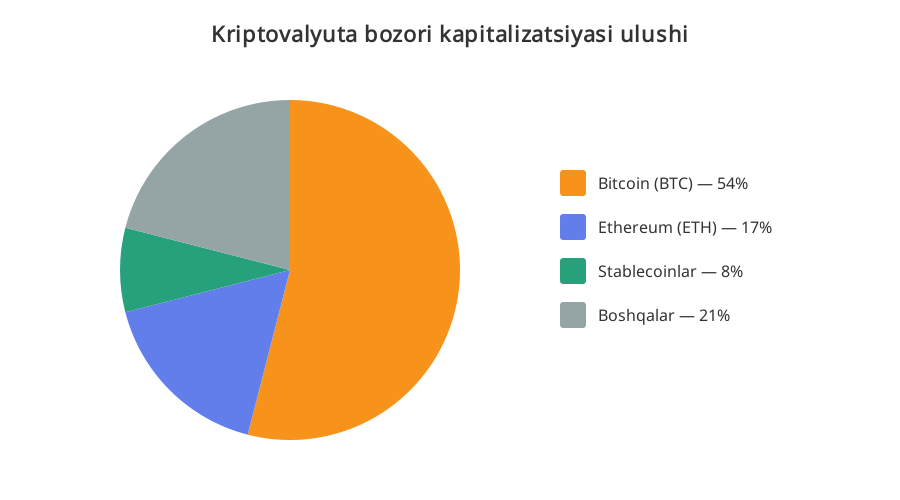 Kriptovalyuta bozori kapitalizatsiyasi ulushi
Bitcoin (BTC) — 54%
Ethereum (ETH) — 17%
Stablecoinlar — 8%
Boshqalar — 21%